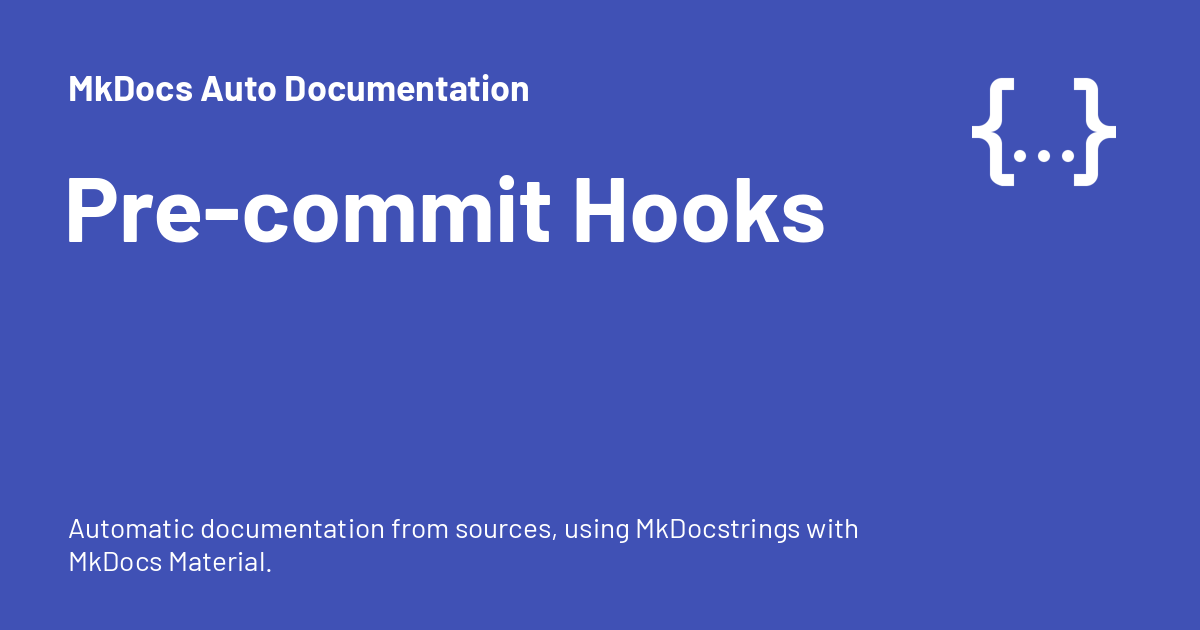 MkDocs Auto Documentation
{...}
Pre-commit Hooks
Automatic documentation from sources, using MkDocstrings with
MkDocs Material.